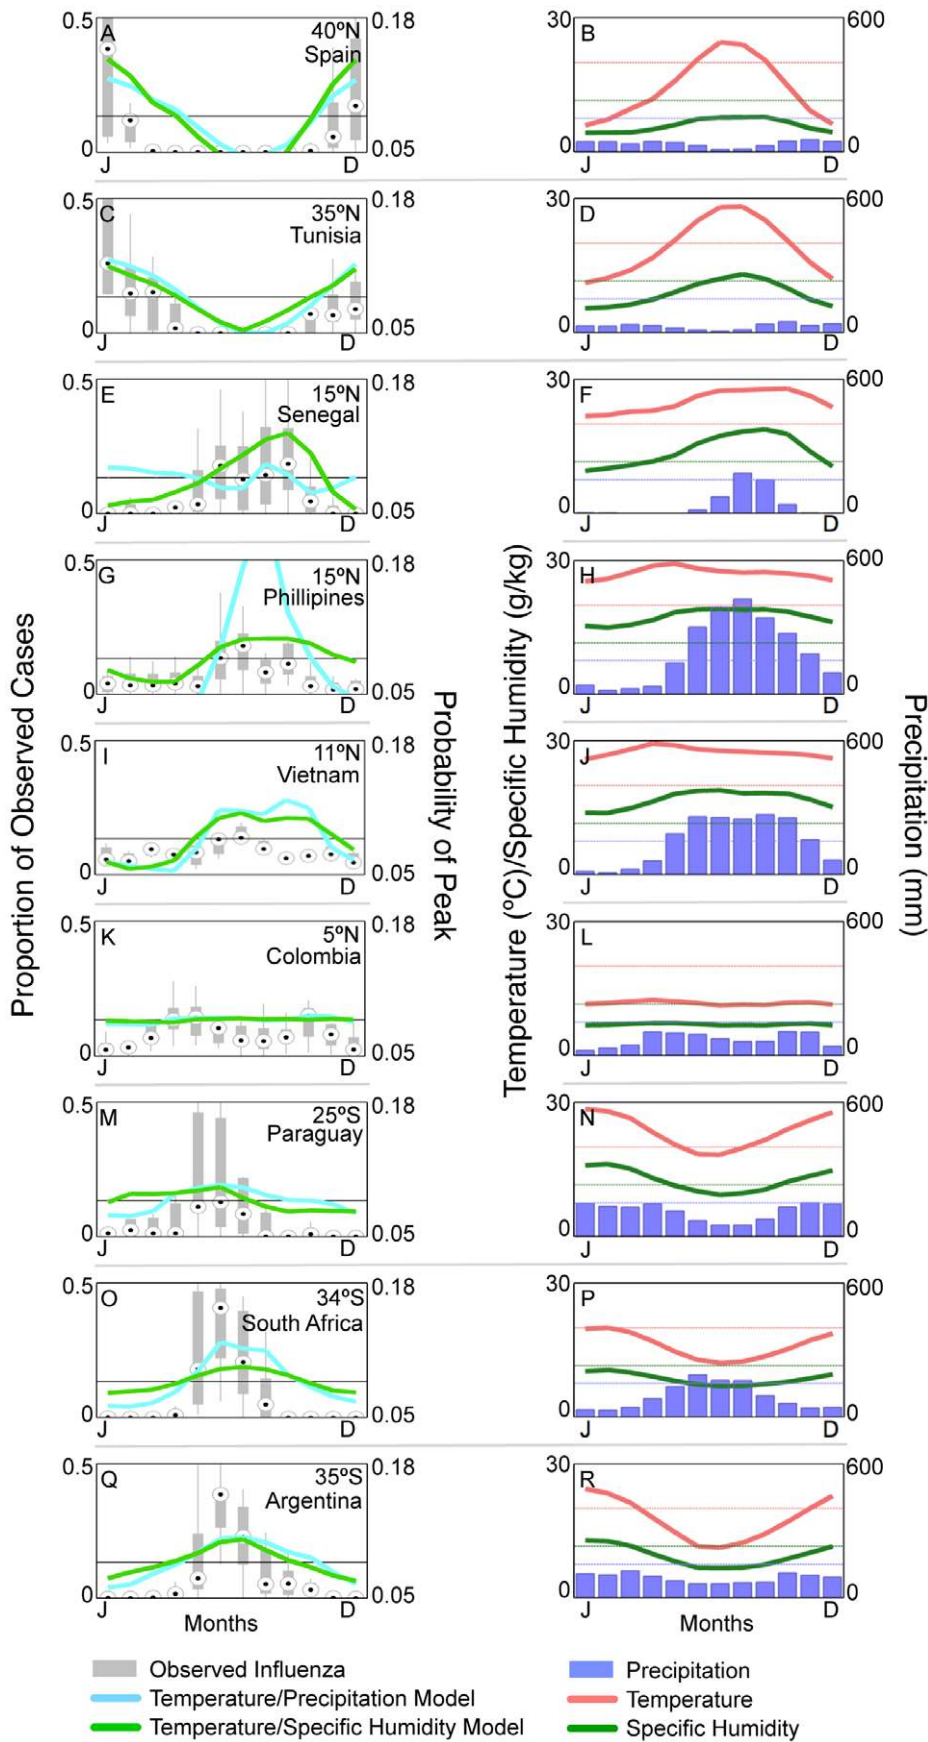 0.5 A 40ºN 0.18 30 B 600
Spain
0 0.05 0 0
J D J D
0.5 C 35ºN 0.18 30 D 600
Tunisia
0 0.05 0 0
J D J D
0.5 E 15ºN 0.18 30 F 600
Senegal
0 0.05 0 0
J D J D
0.5 G 15ºN 0.18 30 H 600
Phillipines
0 0.05 0 0
J D J D
0.5 I 11ºN 0.18 30 J 600
Vietnam
0 0.05 0 0
J D J D
0.5 K 5ºN 0.18 30 L 600
Colombia
0 0.05 0 0
J D J D
0.5 M 25ºS 0.18 30 N 600
Paraguay
0 0.05 0 0
J D J D
0.5 O 34ºS 0.18 30 P 600
South Africa
0 0.05 0 0
J D J D
0.5 Q 35ºS 0.18 30 R 600
Argentina
0 0.05 0 0
J D J D
Months Months
Proportion of Observed Cases
Probability of Peak
Temperature (ºC)/Specific Humidity (g/kg)
Precipitation (mm)
Observed Influenza
Temperature/Precipitation Model
Temperature/Specific Humidity Model
Precipitation
Temperature
Specific Humidity